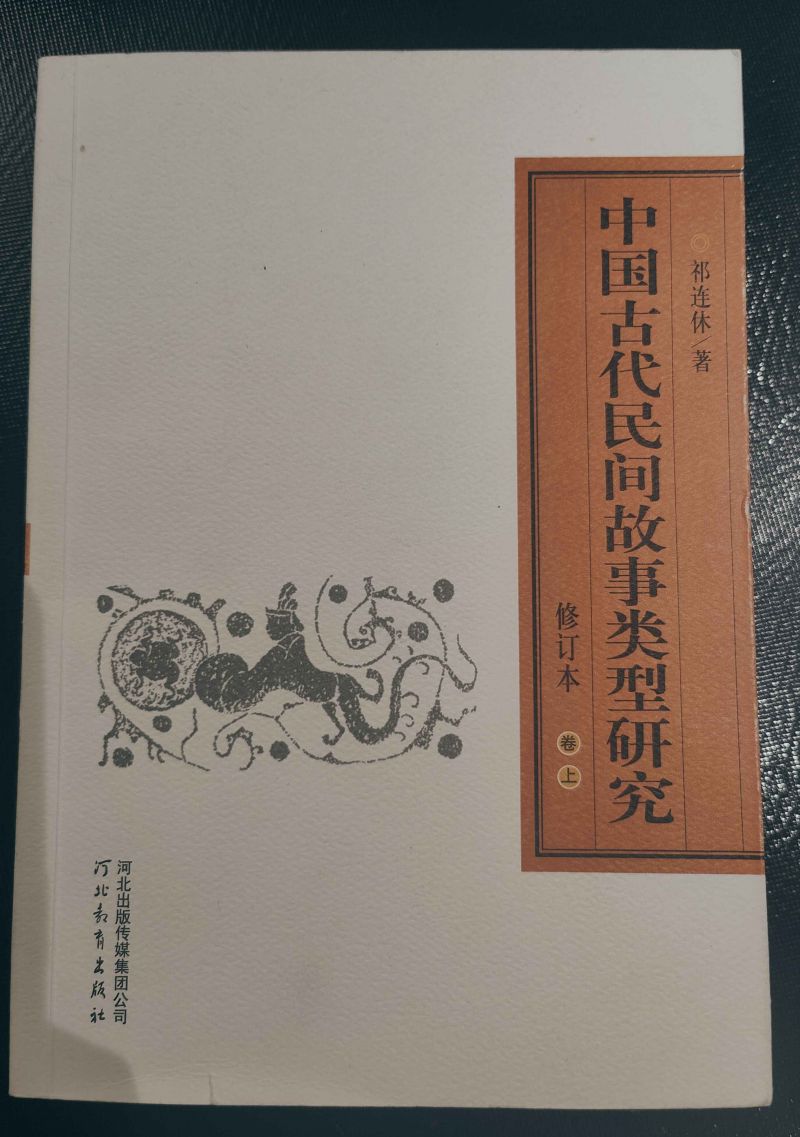 ◎祁连休/著
中国古代民间故事类型研究
修订本 卷上
河北出版传媒集团公司
河北教育出版社